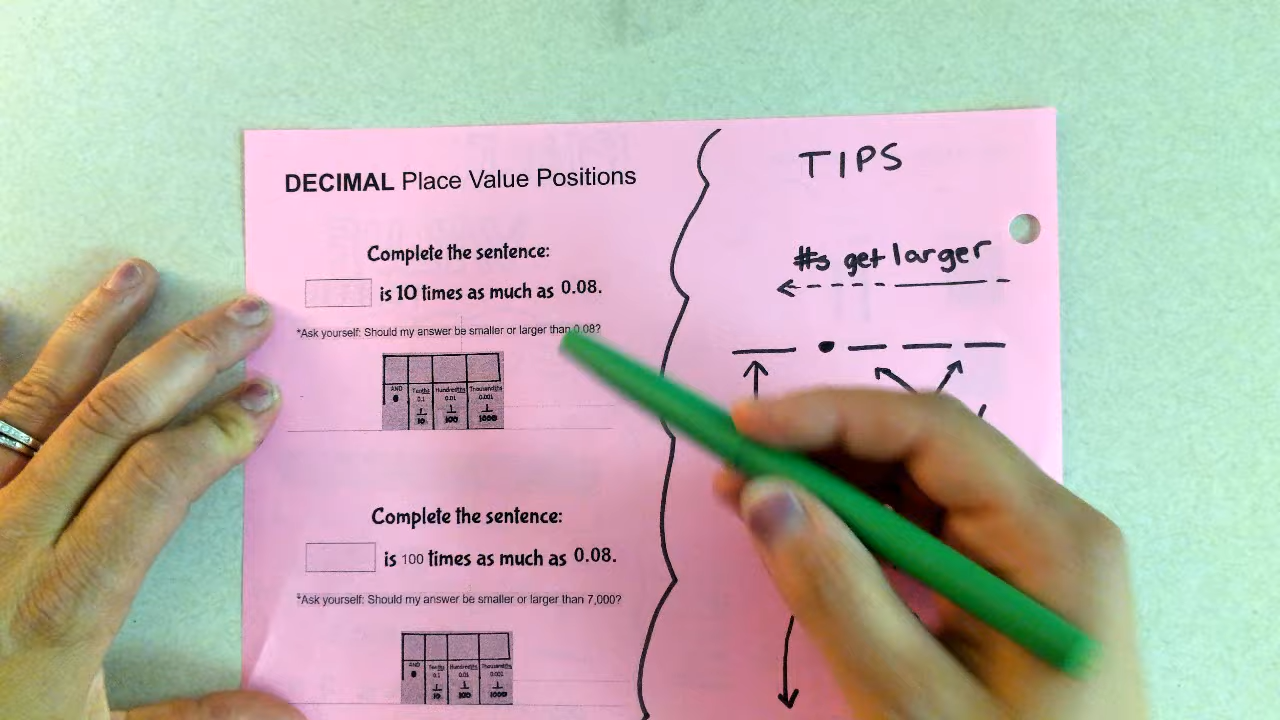 DECIMAL Place Value Positions
Complete the sentence:
is 10 times as much as 0.08.
*Ask yourself: Should my answer be smaller or larger than 0.08?
AND Tenths Hundredths Thousandths
0.1 0.01 0.001
1/10 1/100 1/1000
Complete the sentence:
is 100 times as much as 0.08.
*Ask yourself: Should my answer be smaller or larger than 7,000?
AND Tenths Hundredths Thousandths
0.1 0.01 0.001
1/10 1/100 1/1000
TIPS
#s get larger